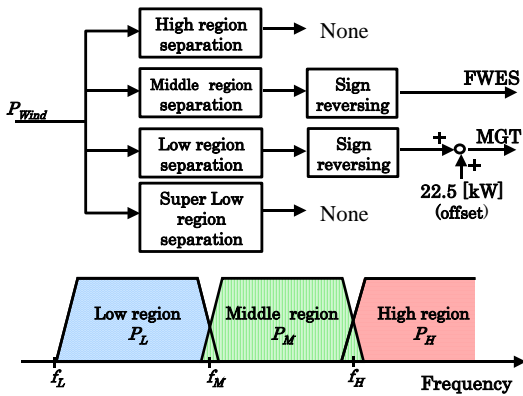 High region
separation
None
Middle region
separation
Sign
reversing
FWES
P_Wind
Low region
separation
Sign
reversing
+
+
MGT
22.5 [kW]
(offset)
Super Low
region
separation
None
Low region
P_L
Middle region
P_M
High region
P_H
f_L
f_M
f_H
Frequency